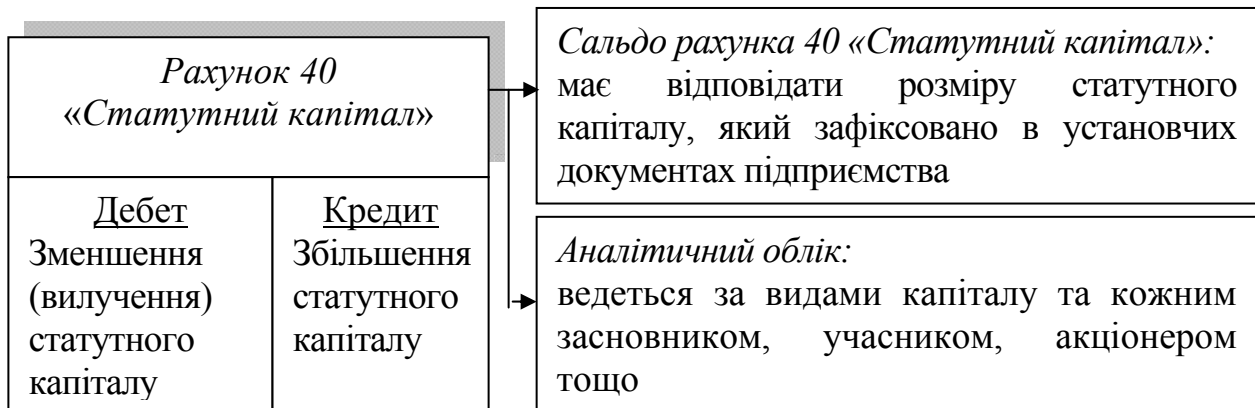 Рахунок 40
«Статутний капітал»
Дебет
Зменшення
(вилучення)
статутного
капіталу
Кредит
Збільшення
статутного
капіталу
Сальдо рахунка 40 «Статутний капітал»:
має відповідати розміру статутного
капіталу, який зафіксовано в установчих
документах підприємства
Аналітичний облік:
ведеться за видами капіталу та кожним
засновником, учасником, акціонером
тощо